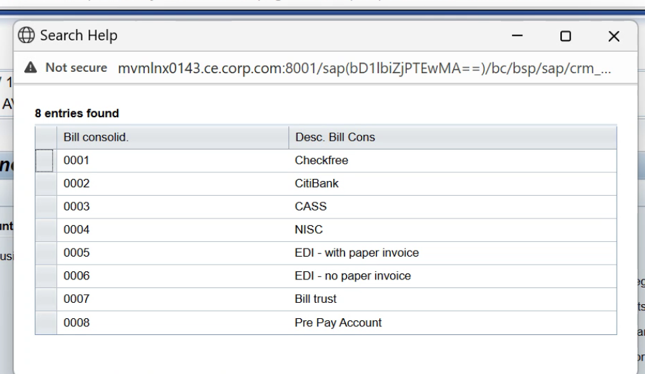 Search Help
Not secure mvmlnx0143.ce.corp.com:8001/sap(bD1lbiZjPTEwMA==)/bc/bsp/sap/crm_...
8 entries found
Bill consolid. Desc. Bill Cons
0001 Checkfree
0002 CitiBank
0003 CASS
0004 NISC
0005 EDI - with paper invoice
0006 EDI - no paper invoice
0007 Bill trust
0008 Pre Pay Account